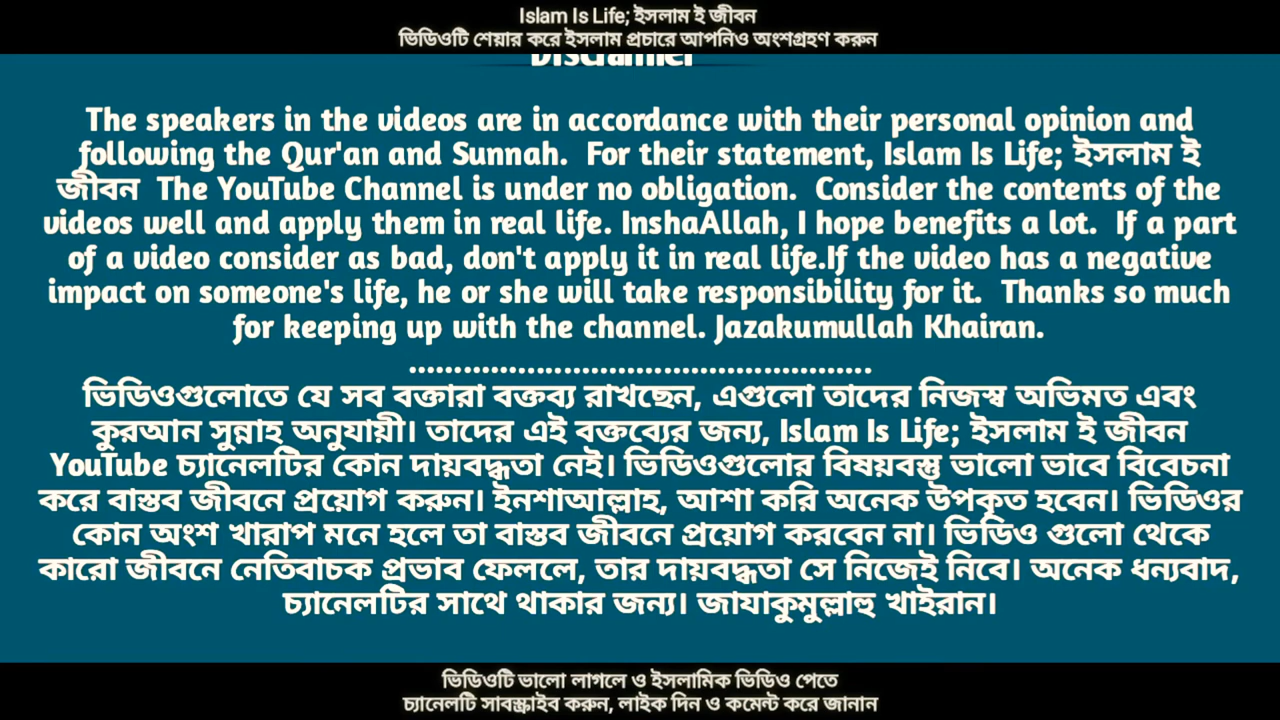 Islam Is Life; ইসলাম ই জীবন
ভিডিওটি শেয়ার করে ইসলাম প্রচারে আপনিও অংশগ্রহণ করুন
Disclaimer
The speakers in the videos are in accordance with their personal opinion and
following the Qur'an and Sunnah. For their statement, Islam Is Life; ইসলাম ই
জীবন The YouTube Channel is under no obligation. Consider the contents of the
videos well and apply them in real life. InshaAllah, I hope benefits a lot. If a part
of a video consider as bad, don't apply it in real life.If the video has a negative
impact on someone's life, he or she will take responsibility for it. Thanks so much
for keeping up with the channel. Jazakumullah Khairan.
...................................................
ভিডিওগুলোতে যে সব বক্তারা বক্তব্য রাখছেন, এগুলো তাদের নিজস্ব অভিমত এবং
কুরআন সুন্নাহ অনুযায়ী। তাদের এই বক্তব্যের জন্য, Islam Is Life; ইসলাম ই জীবন
YouTube চ্যানেলটির কোন দায়বদ্ধতা নেই। ভিডিওগুলোর বিষয়বস্তু ভালো ভাবে বিবেচনা
করে বাস্তব জীবনে প্রয়োগ করুন। ইনশাআল্লাহ, আশা করি অনেক উপকৃত হবেন। ভিডিওর
কোন অংশ খারাপ মনে হলে তা বাস্তব জীবনে প্রয়োগ করবেন না। ভিডিও গুলো থেকে
কারো জীবনে নেতিবাচক প্রভাব ফেললে, তার দায়বদ্ধতা সে নিজেই নিবে। অনেক ধন্যবাদ,
চ্যানেলটির সাথে থাকার জন্য। জাযাকুমুল্লাহু খাইরান।
ভিডিওটি ভালো লাগলে ও ইসলামিক ভিডিও পেতে
চ্যানেলটি সাবস্ক্রাইব করুন, লাইক দিন ও কমেন্ট করে জানান